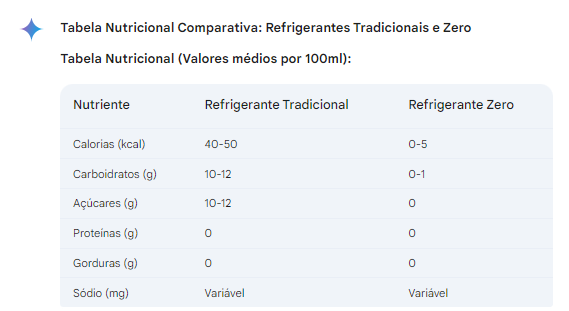 Tabela Nutricional Comparativa: Refrigerantes Tradicionais e Zero
Tabela Nutricional (Valores médios por 100ml):
Nutriente Refrigerante Tradicional Refrigerante Zero
Calorias (kcal) 40-50 0-5
Carboidratos (g) 10-12 0-1
Açúcares (g) 10-12 0
Proteínas (g) 0 0
Gorduras (g) 0 0
Sódio (mg) Variável Variável